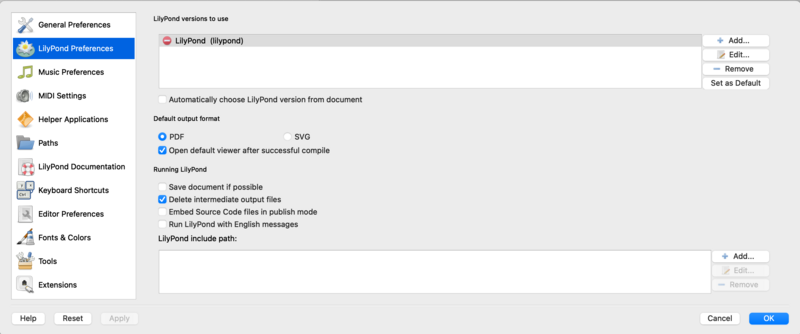 General Preferences
LilyPond Preferences
Music Preferences
MIDI Settings
Helper Applications
Paths
LilyPond Documentation
Keyboard Shortcuts
Editor Preferences
Fonts & Colors
Tools
Extensions
LilyPond versions to use
LilyPond (lilypond)
Add...
Edit...
Remove
Set as Default
Automatically choose LilyPond version from document
Default output format
PDF SVG
Open default viewer after successful compile
Running LilyPond
Save document if possible
Delete intermediate output files
Embed Source Code files in publish mode
Run LilyPond with English messages
LilyPond include path:
Add...
Edit...
Remove
Help Reset Apply Cancel OK